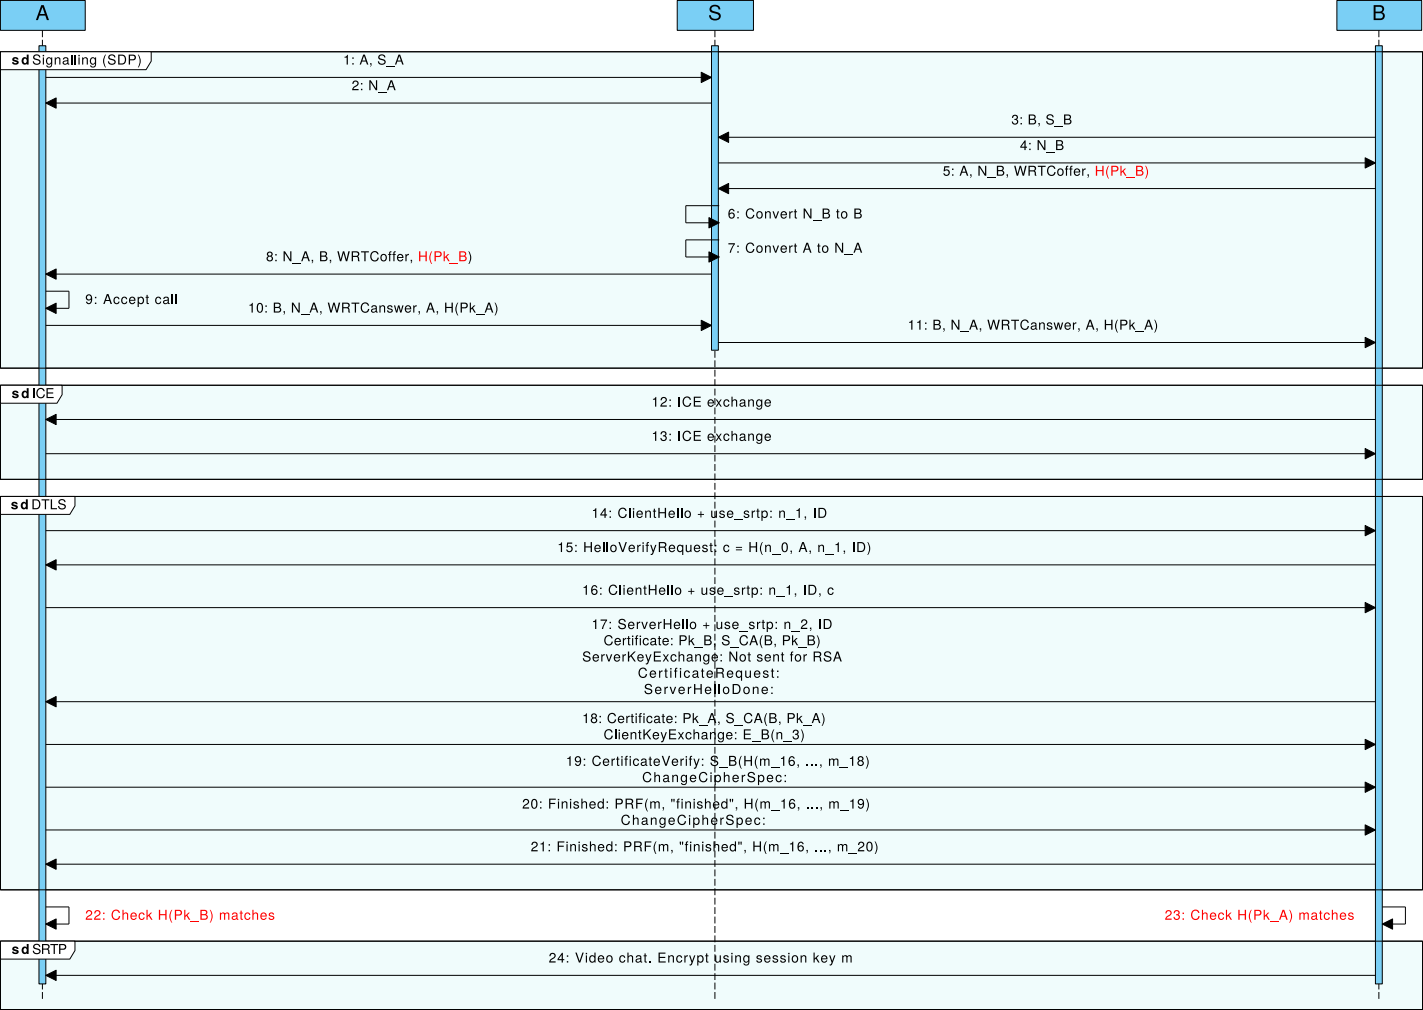 A
S
B
sd Signalling (SDP)
1: A, S_A
2: N_A
3: B, S_B
4: N_B
5: A, N_B, WRTCoffer, H(Pk_B)
6: Convert N_B to B
7: Convert A to N_A
8: N_A, B, WRTCoffer, H(Pk_B)
9: Accept call
10: B, N_A, WRTCanswer, A, H(Pk_A)
11: B, N_A, WRTCanswer, A, H(Pk_A)
sd ICE
12: ICE exchange
13: ICE exchange
sd DTLS
14: ClientHello + use_srtp: n_1, ID
15: HelloVerifyRequest: c = H(n_0, A, n_1, ID)
16: ClientHello + use_srtp: n_1, ID, c
17: ServerHello + use_srtp: n_2, ID
Certificate: Pk_B, S_CA(B, Pk_B)
ServerKeyExchange: Not sent for RSA
CertificateRequest:
ServerHelloDone:
18: Certificate: Pk_A, S_CA(B, Pk_A)
ClientKeyExchange: E_B(n_3)
19: CertificateVerify: S_B(H(m_16, ..., m_18)
ChangeCipherSpec:
20: Finished: PRF(m, "finished", H(m_16, ..., m_19)
ChangeCipherSpec:
21: Finished: PRF(m, "finished", H(m_16, ..., m_20)
22: Check H(Pk_B) matches
23: Check H(Pk_A) matches
sd SRTP
24: Video chat. Encrypt using session key m